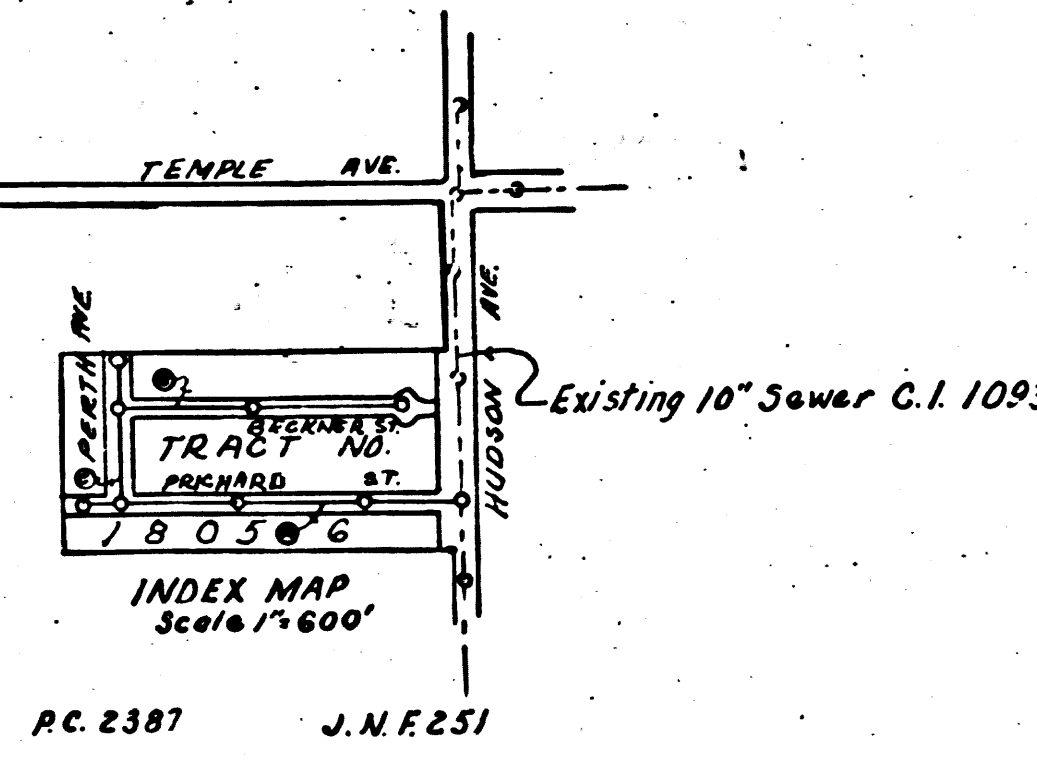 TEMPLE AVE.
PERTH AVE
HUDSON AVE.
Existing 10" Sewer C.I. 1093
BECKNER ST.
TRACT NO.
PRICHARD ST.
18056
INDEX MAP
Scale 1"=600'
P.C. 2387 J.N.F. 251